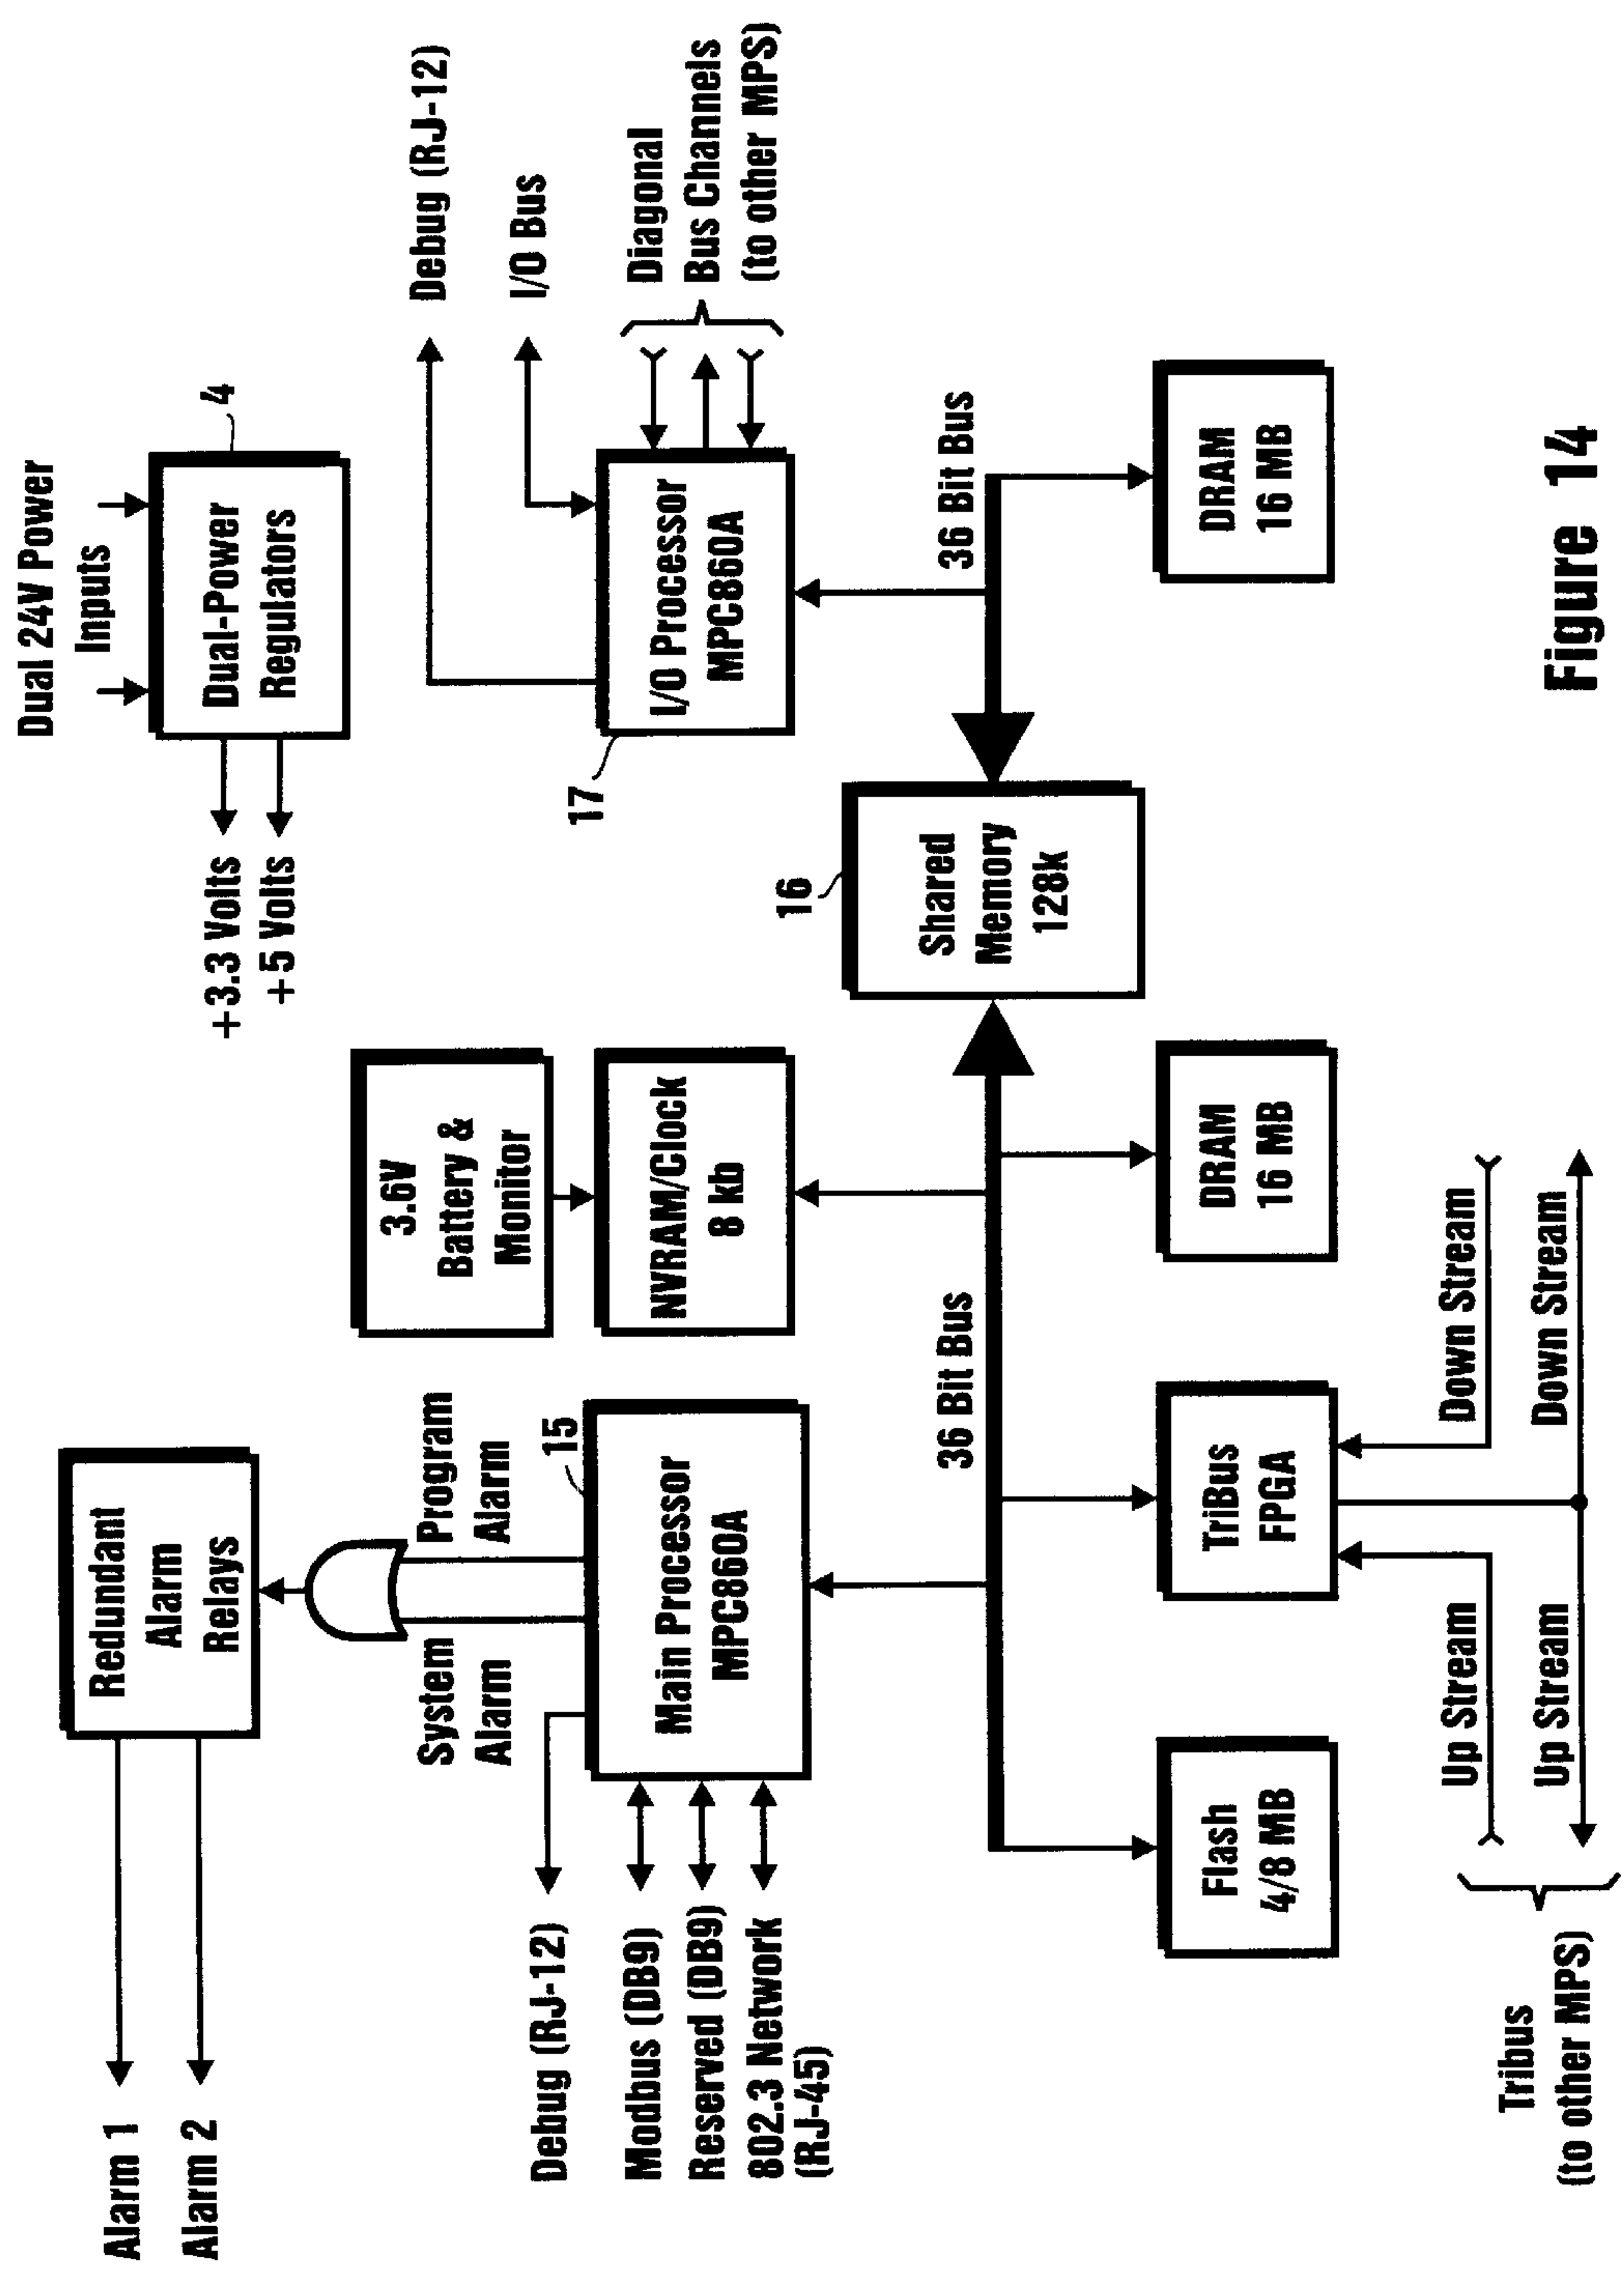 Alarm 1
Alarm 2
Redundant
Alarm
Relays
System
Alarm
Program
Alarm
15
Debug (RJ-12)
Modbus (DB9)
Reserved (DB9)
802.3 Network
(RJ-45)
Main Processor
MPC860A
3.6V
Battery &
Monitor
NVRAM/Clock
8 kb
Dual 24V Power
Inputs
4
Dual-Power
Regulators
+3.3 Volts
+5 Volts
Debug (RJ-12)
I/O Bus
17
I/O Processor
MPC860A
Diagonal
Bus Channels
(to other MPS)
16
Shared
Memory
128k
36 Bit Bus
36 Bit Bus
Flash
4/8 MB
TriBus
FPGA
DRAM
16 MB
DRAM
16 MB
Up Stream
Down Stream
Up Stream
Down Stream
Tribus
(to other MPS)
Figure 14